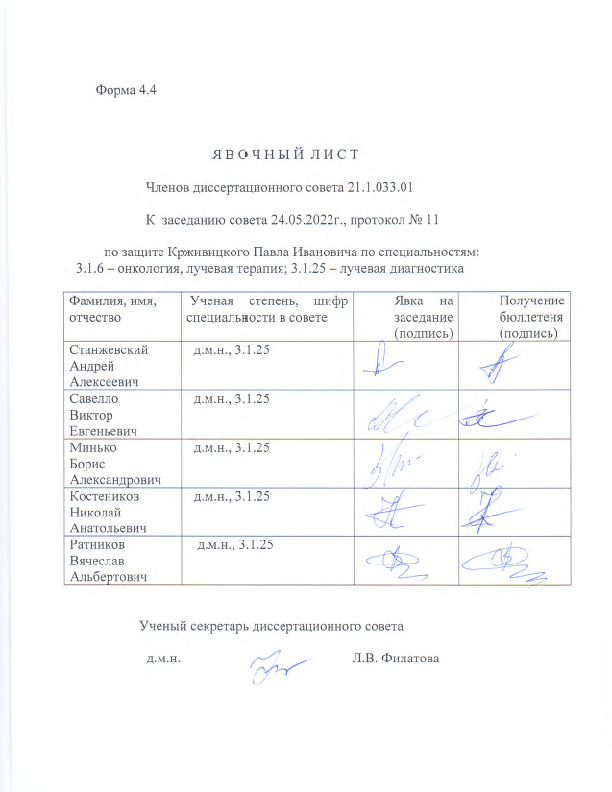 Форма 4.4
ЯВОЧНЫЙ ЛИСТ
Членов диссертационного совета 21.1.033.01
К заседанию совета 24.05.2022г., протокол № 11
по защите Крживицкого Павла Ивановича по специальностям:
3.1.6 – онкология, лучевая терапия; 3.1.25 – лучевая диагностика
Фамилия, имя, отчество
Ученая степень, шифр специальности в совете
Явка на заседание (подпись)
Получение бюллетеня (подпись)
Станжевский Андрей Алексеевич
д.м.н., 3.1.25
Савелло Виктор Евгеньевич
д.м.н., 3.1.25
Минько Борис Александрович
д.м.н., 3.1.25
Костеников Николай Анатольевич
д.м.н., 3.1.25
Ратников Вячеслав Альбертович
д.м.н., 3.1.25
Ученый секретарь диссертационного совета
д.м.н. Л.В. Филатова